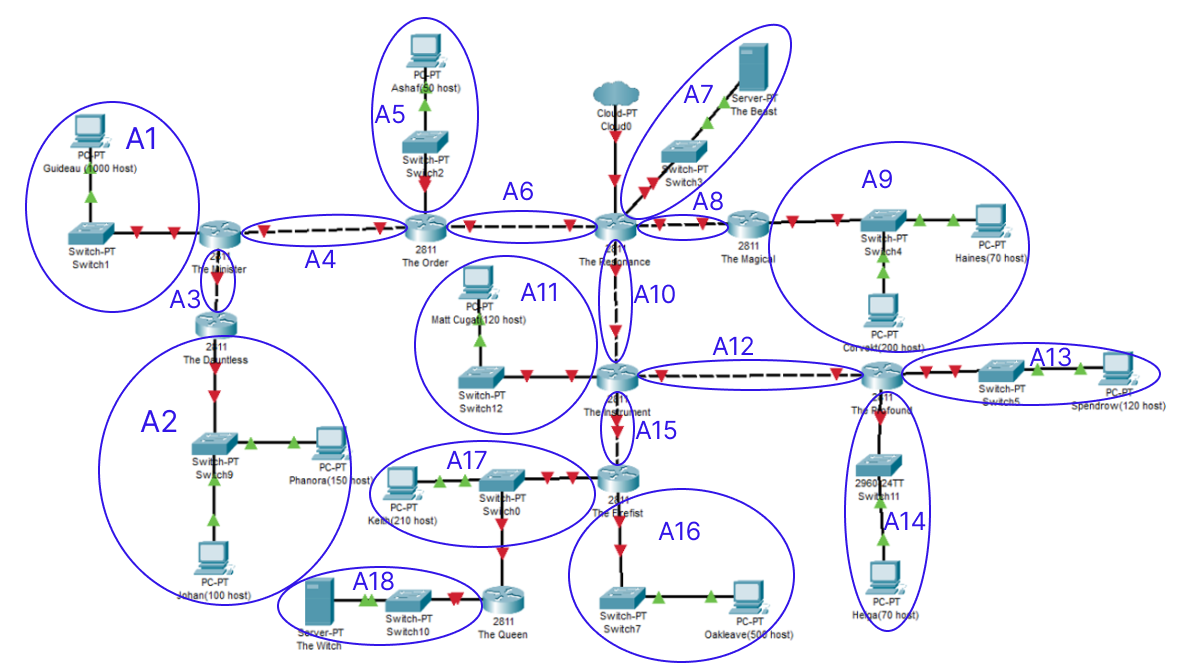 A1
PC-PT
Guideau (1000 Host)
Switch-PT
Switch1
2811
The Minister
A4
A3
2811
The Dauntless
A2
Switch-PT
Switch9
PC-PT
Phanora(150 host)
PC-PT
Johan(100 host)
PC-PT
Ashaf(50 host)
A5
Switch-PT
Switch2
2811
The Order
A6
Cloud-PT
Cloud0
A7
Server-PT
The Beast
Switch-PT
Switch3
2811
The Resonance
A8
2811
The Magical
A9
Switch-PT
Switch4
PC-PT
Haines(70 host)
PC-PT
Corvekt(200 host)
A10
A11
PC-PT
Matt Cugat(120 host)
Switch-PT
Switch12
2811
The Instrument
A12
2811
The Profound
A13
Switch-PT
Switch5
PC-PT
Spendrow(120 host)
A15
A17
PC-PT
Keith(210 host)
Switch-PT
Switch0
2811
The Firefist
2960-24TT
Switch11
A14
PC-PT
Helga(70 host)
A16
Switch-PT
Switch7
PC-PT
Oakleave(500 host)
A18
Server-PT
The Witch
Switch-PT
Switch10
2811
The Queen